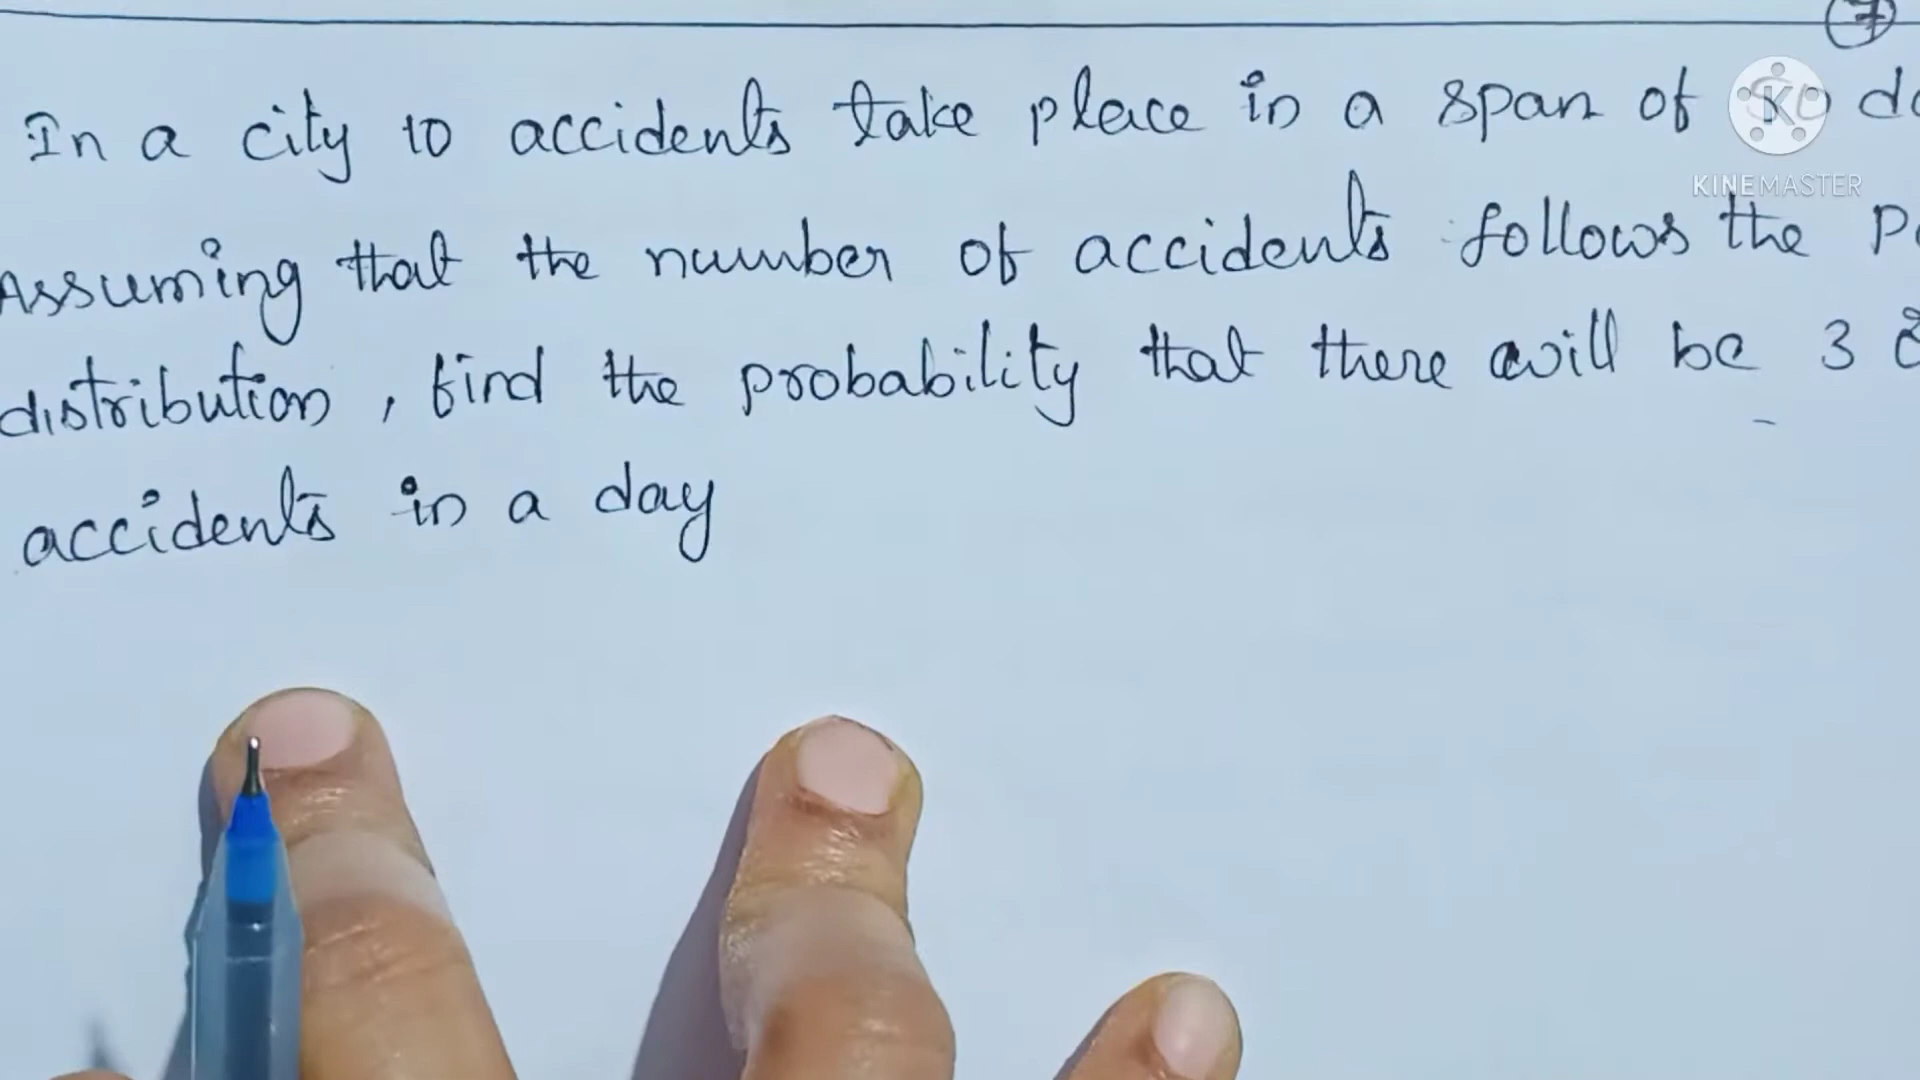 7
In a city 10 accidents take place in a span of
Assuming that the number of accidents follows the
distribution, find the probability that there will be 3
accidents in a day
KINEMASTER